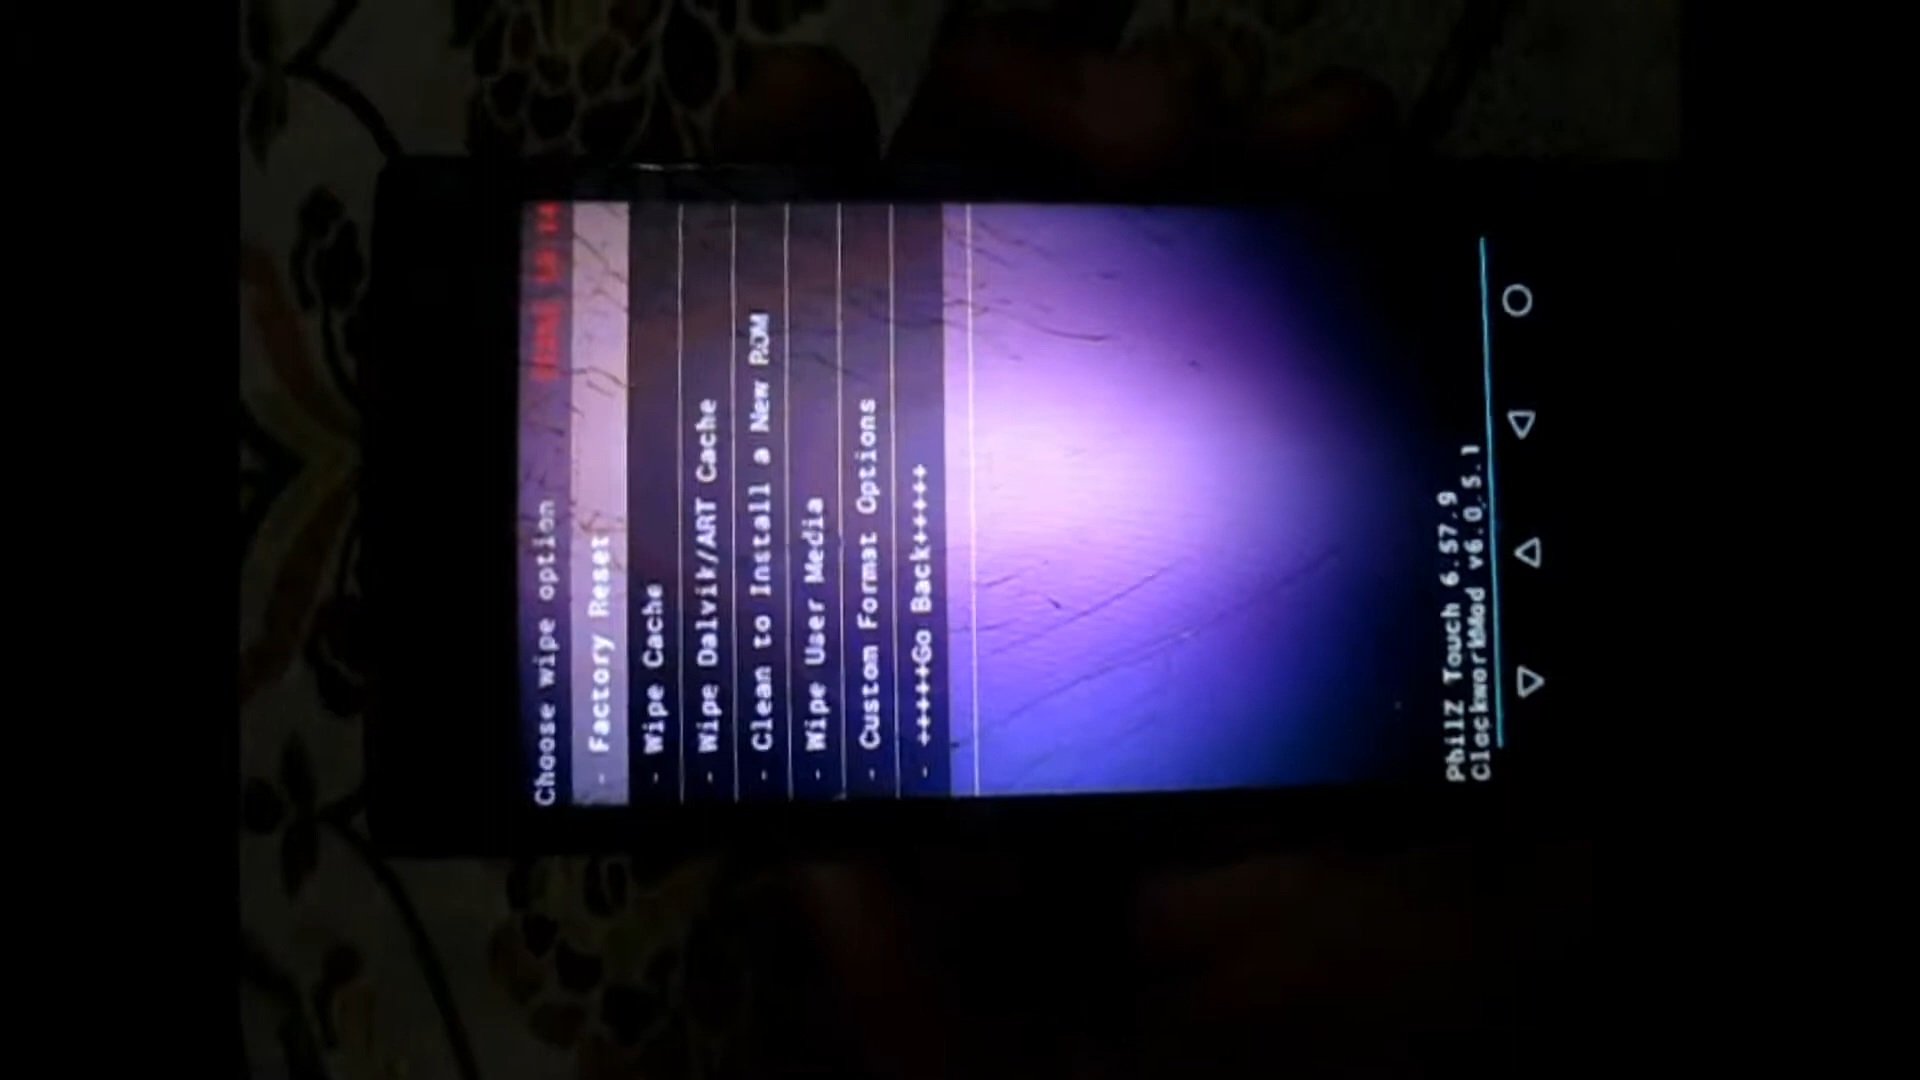 Choose wipe option
- Factory Reset
- Wipe Cache
- Wipe Dalvik/ART Cache
- Clean to Install a New ROM
- Wipe User Media
- Custom Format Options
- +++++Go Back+++++
PhilZ Touch 6.57.9
ClockworkMod v6.0.5.1